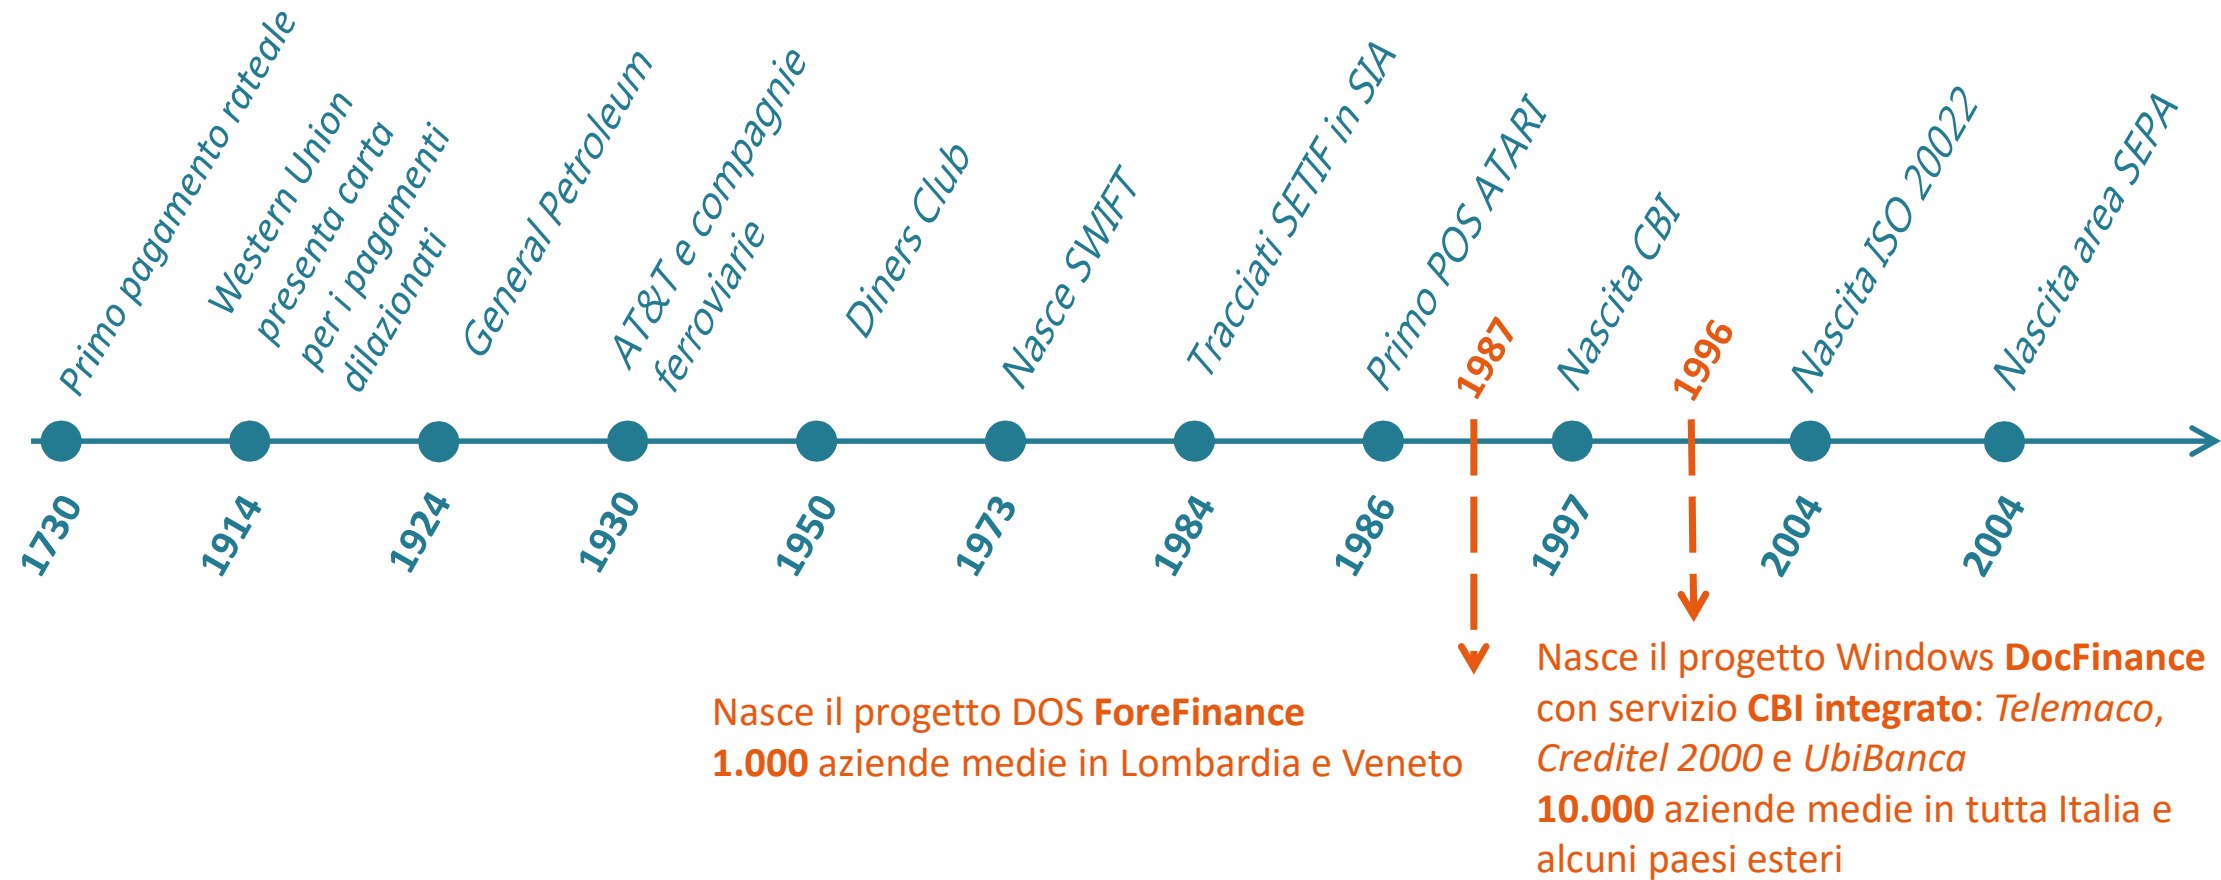 Primo pagamento rateale
Western Union
presenta carta
per i pagamenti
dilazionati
General Petroleum
AT&T e compagnie
ferroviarie
Diners Club
Nasce SWIFT
Tracciati SETIF in SIA
Primo POS ATARI
1987
Nascita CBI
1996
Nascita ISO 20022
Nascita area SEPA
1730
1914
1924
1930
1950
1973
1984
1986
1997
2004
2004
Nasce il progetto DOS ForeFinance
1.000 aziende medie in Lombardia e Veneto
Nasce il progetto Windows DocFinance
con servizio CBI integrato: Telemaco,
Creditel 2000 e UbiBanca
10.000 aziende medie in tutta Italia e
alcuni paesi esteri